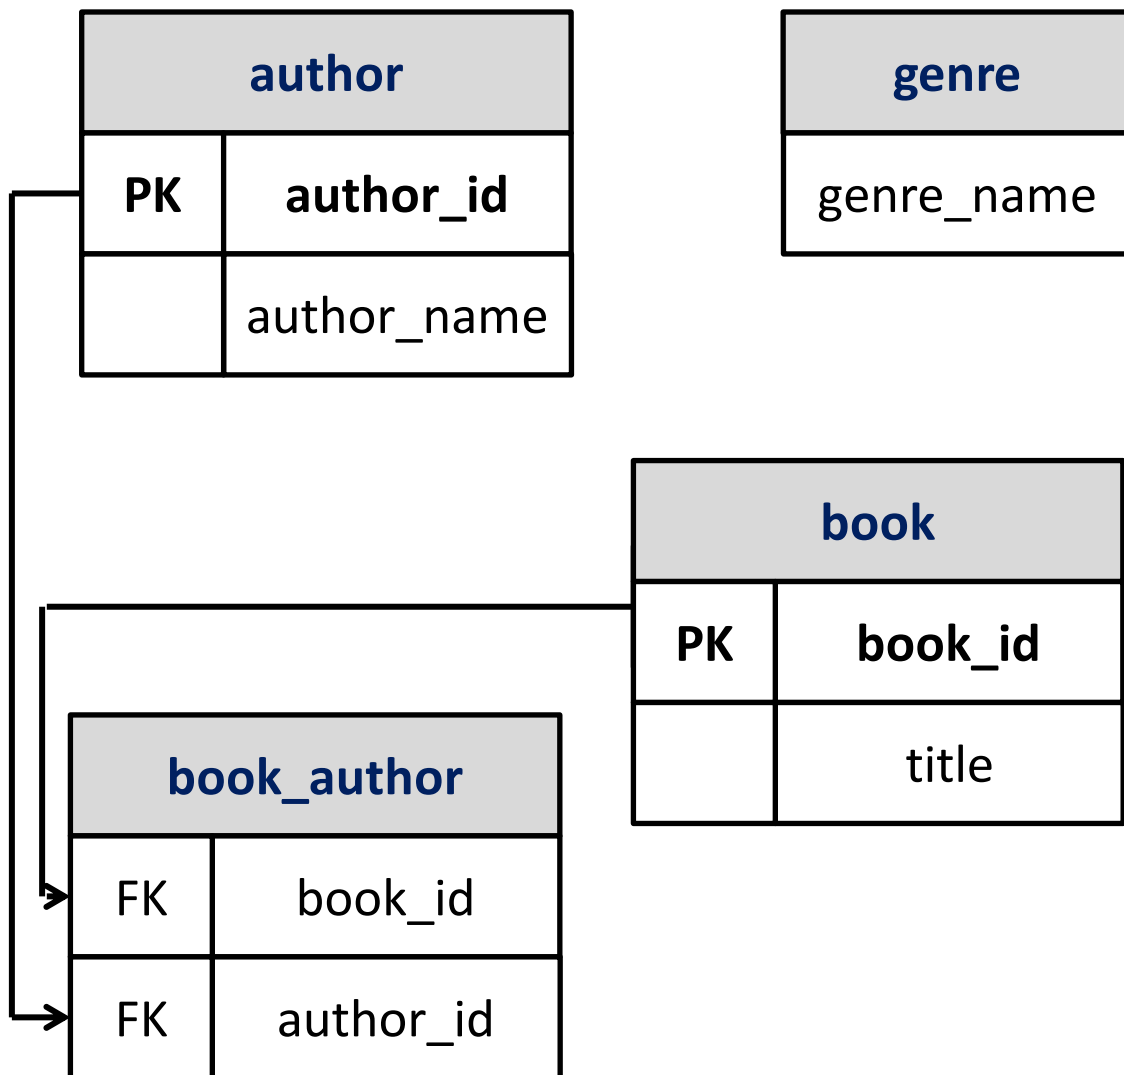 author
PK author_id
author_name
genre
genre_name
book
PK book_id
title
book_author
FK book_id
FK author_id